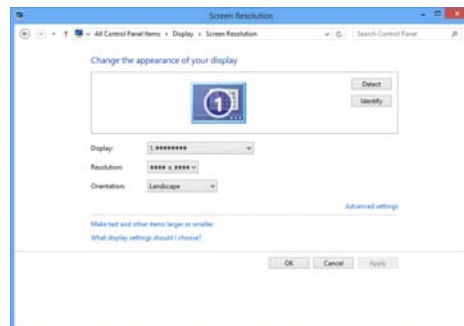 Screen Resolution
All Control Panel Items Display Screen Resolution
Search Control Panel
Change the appearance of your display
1
Detect
Identify
Display: 1. ********
Resolution: **** x ****
Orientation: Landscape
Advanced settings
Make text and other items larger or smaller
What display settings should I choose?
OK Cancel Apply